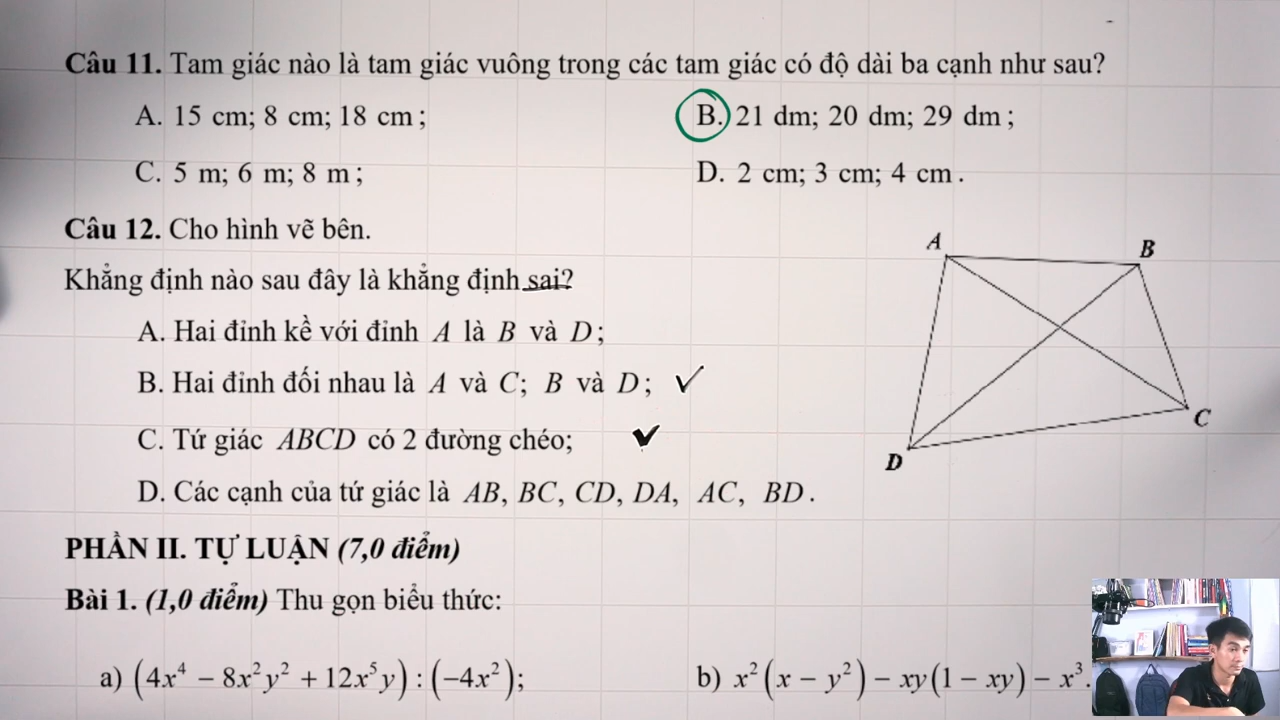 Câu 11. Tam giác nào là tam giác vuông trong các tam giác có độ dài ba cạnh như sau?
A. 15 cm; 8 cm; 18 cm; B. 21 dm; 20 dm; 29 dm;
C. 5 m; 6 m; 8 m; D. 2 cm; 3 cm; 4 cm.
Câu 12. Cho hình vẽ bên.
Khẳng định nào sau đây là khẳng định sai?
A. Hai đỉnh kề với đỉnh A là B và D;
B. Hai đỉnh đối nhau là A và C; B và D;
C. Tứ giác ABCD có 2 đường chéo;
D. Các cạnh của tứ giác là AB, BC, CD, DA, AC, BD.
A
B
C
D
PHẦN II. TỰ LUẬN (7,0 điểm)
Bài 1. (1,0 điểm) Thu gọn biểu thức:
a) (4x⁴ − 8x²y² + 12x⁵y) : (−4x²); b) x²(x − y²) − xy(1 − xy) − x³.